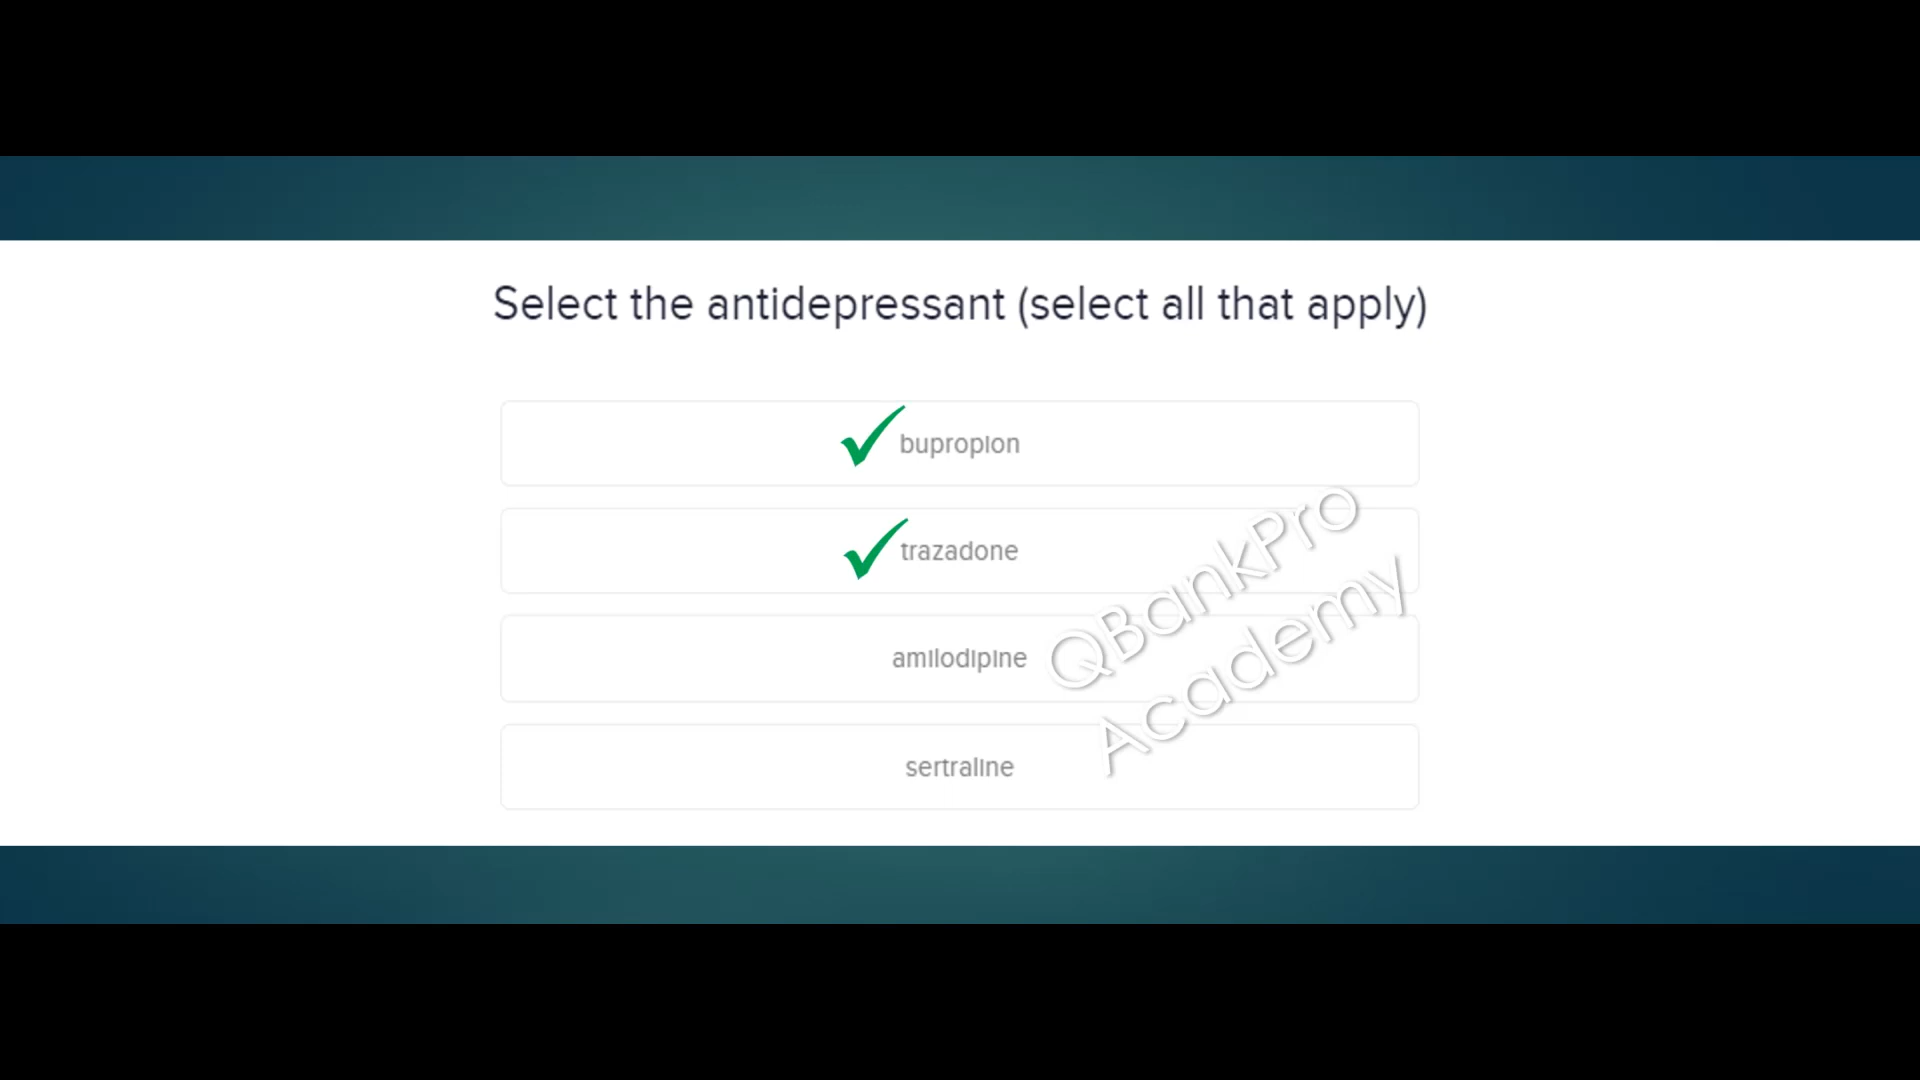 Select the antidepressant (select all that apply)
bupropion
trazadone
amilodipine
sertraline
QBankPro
Academy